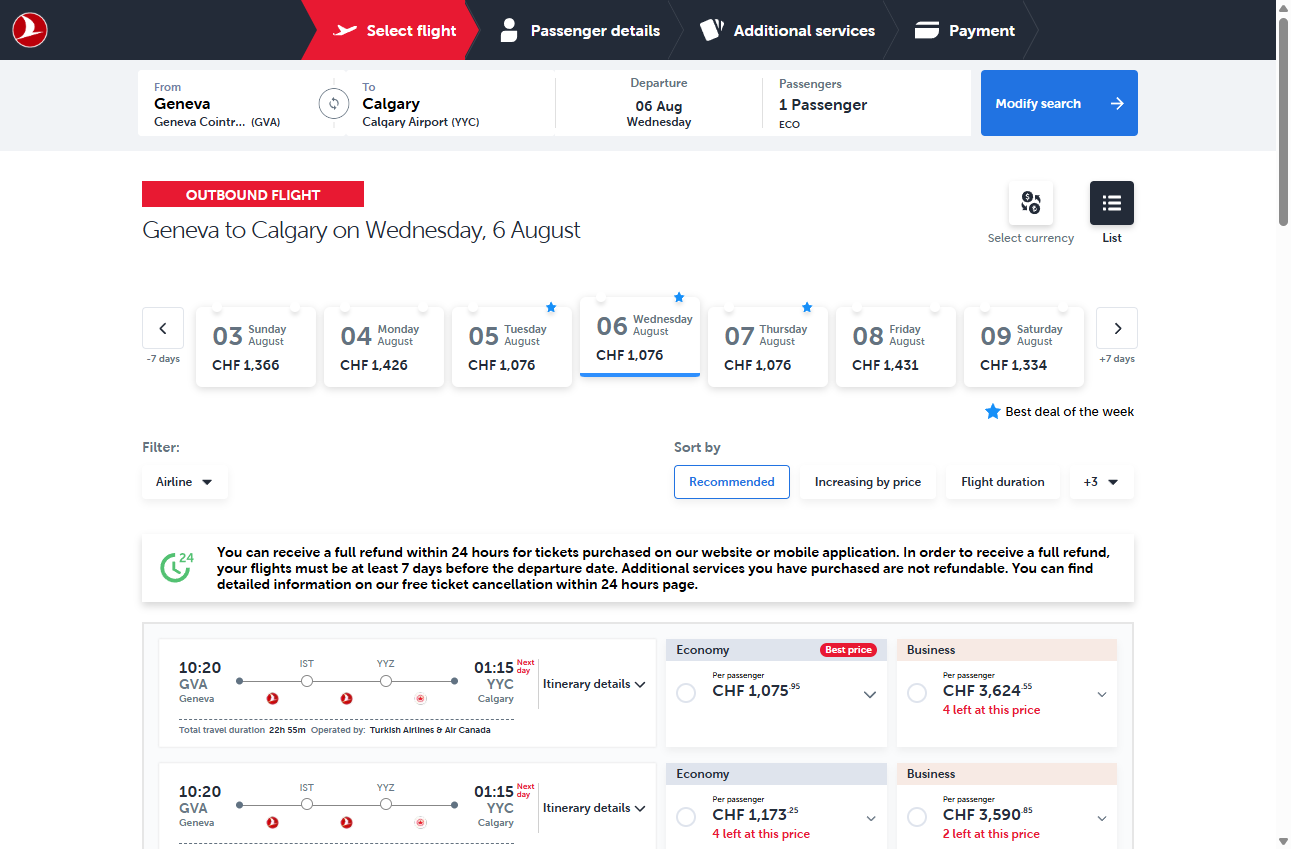 Select flight
Passenger details
Additional services
Payment
From
Geneva
Geneva Cointr... (GVA)
To
Calgary
Calgary Airport (YYC)
Departure
06 Aug
Wednesday
Passengers
1 Passenger
ECO
Modify search
OUTBOUND FLIGHT
Geneva to Calgary on Wednesday, 6 August
Select currency
List
-7 days
03 Sunday August
CHF 1,366
04 Monday August
CHF 1,426
05 Tuesday August
CHF 1,076
06 Wednesday August
CHF 1,076
07 Thursday August
CHF 1,076
08 Friday August
CHF 1,431
09 Saturday August
CHF 1,334
+7 days
Best deal of the week
Filter:
Airline
Sort by
Recommended
Increasing by price
Flight duration
+3
24
You can receive a full refund within 24 hours for tickets purchased on our website or mobile application. In order to receive a full refund,
your flights must be at least 7 days before the departure date. Additional services you have purchased are not refundable. You can find
detailed information on our free ticket cancellation within 24 hours page.
10:20
GVA
Geneva
IST
YYZ
01:15 Next day
YYC
Calgary
Itinerary details
Total travel duration 22h 55m Operated by: Turkish Airlines & Air Canada
Economy
Best price
Per passenger
CHF 1,075.95
Business
Per passenger
CHF 3,624.55
4 left at this price
10:20
GVA
Geneva
IST
YYZ
01:15 Next day
YYC
Calgary
Itinerary details
Economy
Per passenger
CHF 1,173.25
4 left at this price
Business
Per passenger
CHF 3,590.85
2 left at this price